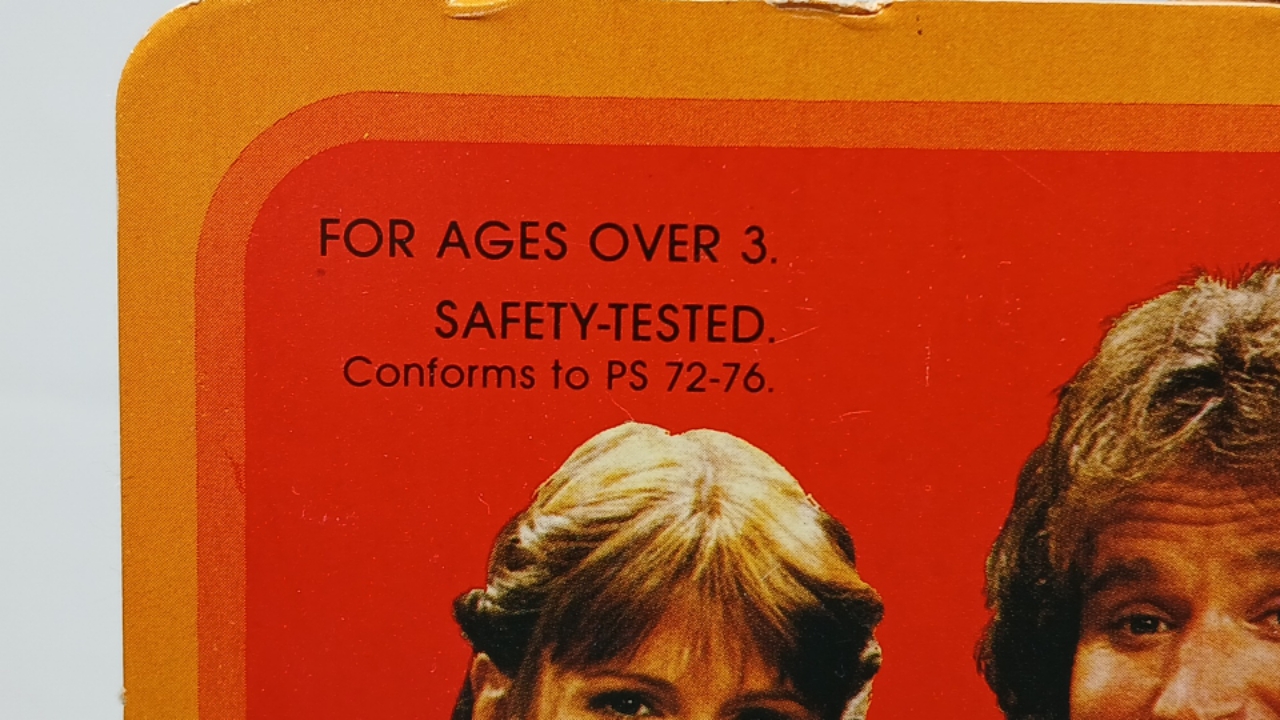 FOR AGES OVER 3.
SAFETY-TESTED.
Conforms to PS 72-76.